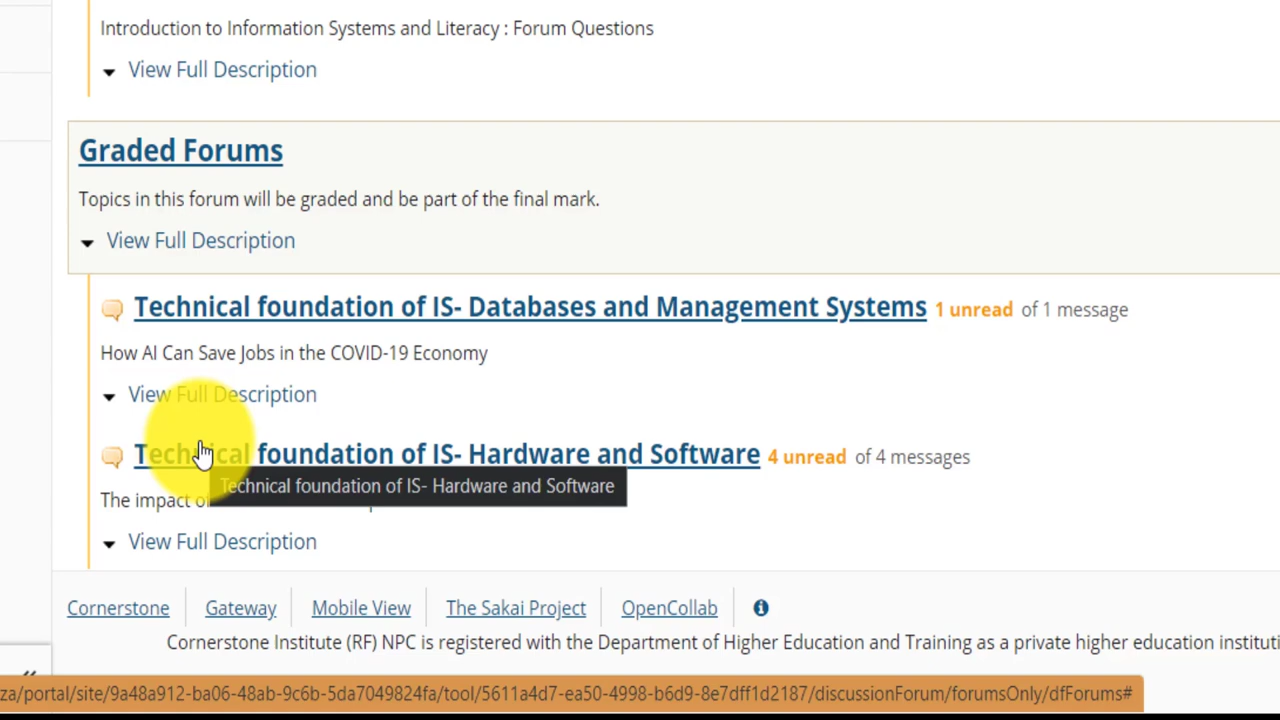 Introduction to Information Systems and Literacy : Forum Questions
View Full Description
Graded Forums
Topics in this forum will be graded and be part of the final mark.
View Full Description
Technical foundation of IS- Databases and Management Systems 1 unread of 1 message
How AI Can Save Jobs in the COVID-19 Economy
View Full Description
Technical foundation of IS- Hardware and Software 4 unread of 4 messages
Technical foundation of IS- Hardware and Software
The impact
View Full Description
Cornerstone Gateway Mobile View The Sakai Project OpenCollab
Cornerstone Institute (RF) NPC is registered with the Department of Higher Education and Training as a private higher education instituti
za/portal/site/9a48a912-ba06-48ab-9c6b-5da7049824fa/tool/5611a4d7-ea50-4998-b6d9-8e7dff1d2187/discussionForum/forumsOnly/dfForums#